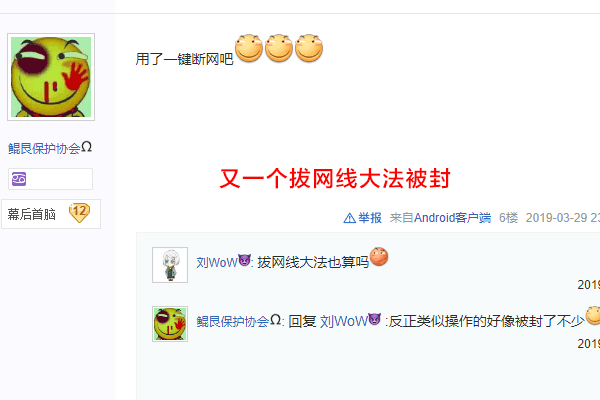 用了一键断网吧
鲲艮保护协会Ω
幕后首脑 12
又一个拔网线大法被封
举报 来自Android客户端 6楼 2019-03-29 23
刘WoW😈: 拔网线大法也算吗
2019
鲲艮保护协会Ω: 回复 刘WoW😈 :反正类似操作的好像被封了不少
2019